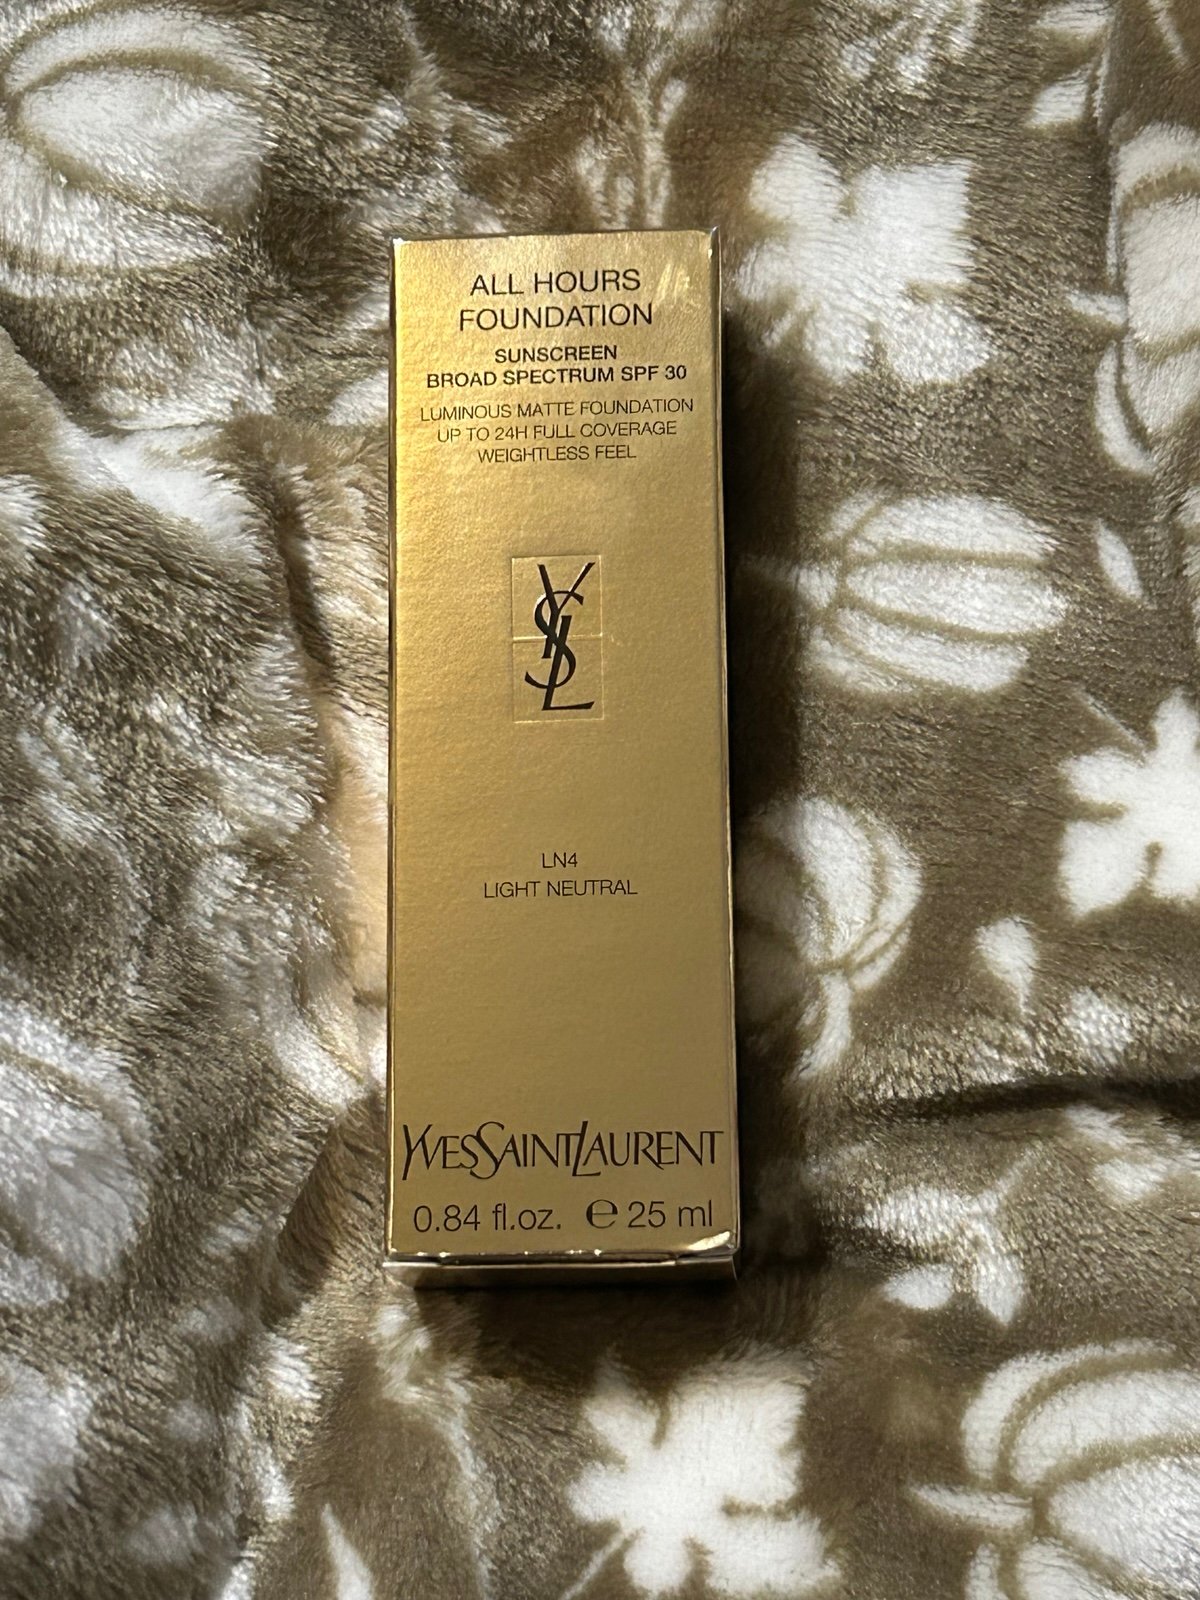 ALL HOURS
FOUNDATION
SUNSCREEN
BROAD SPECTRUM SPF 30
LUMINOUS MATTE FOUNDATION
UP TO 24H FULL COVERAGE
WEIGHTLESS FEEL
YSL
LN4
LIGHT NEUTRAL
YVESSAINTLAURENT
0.84 fl.oz. ℮ 25 ml